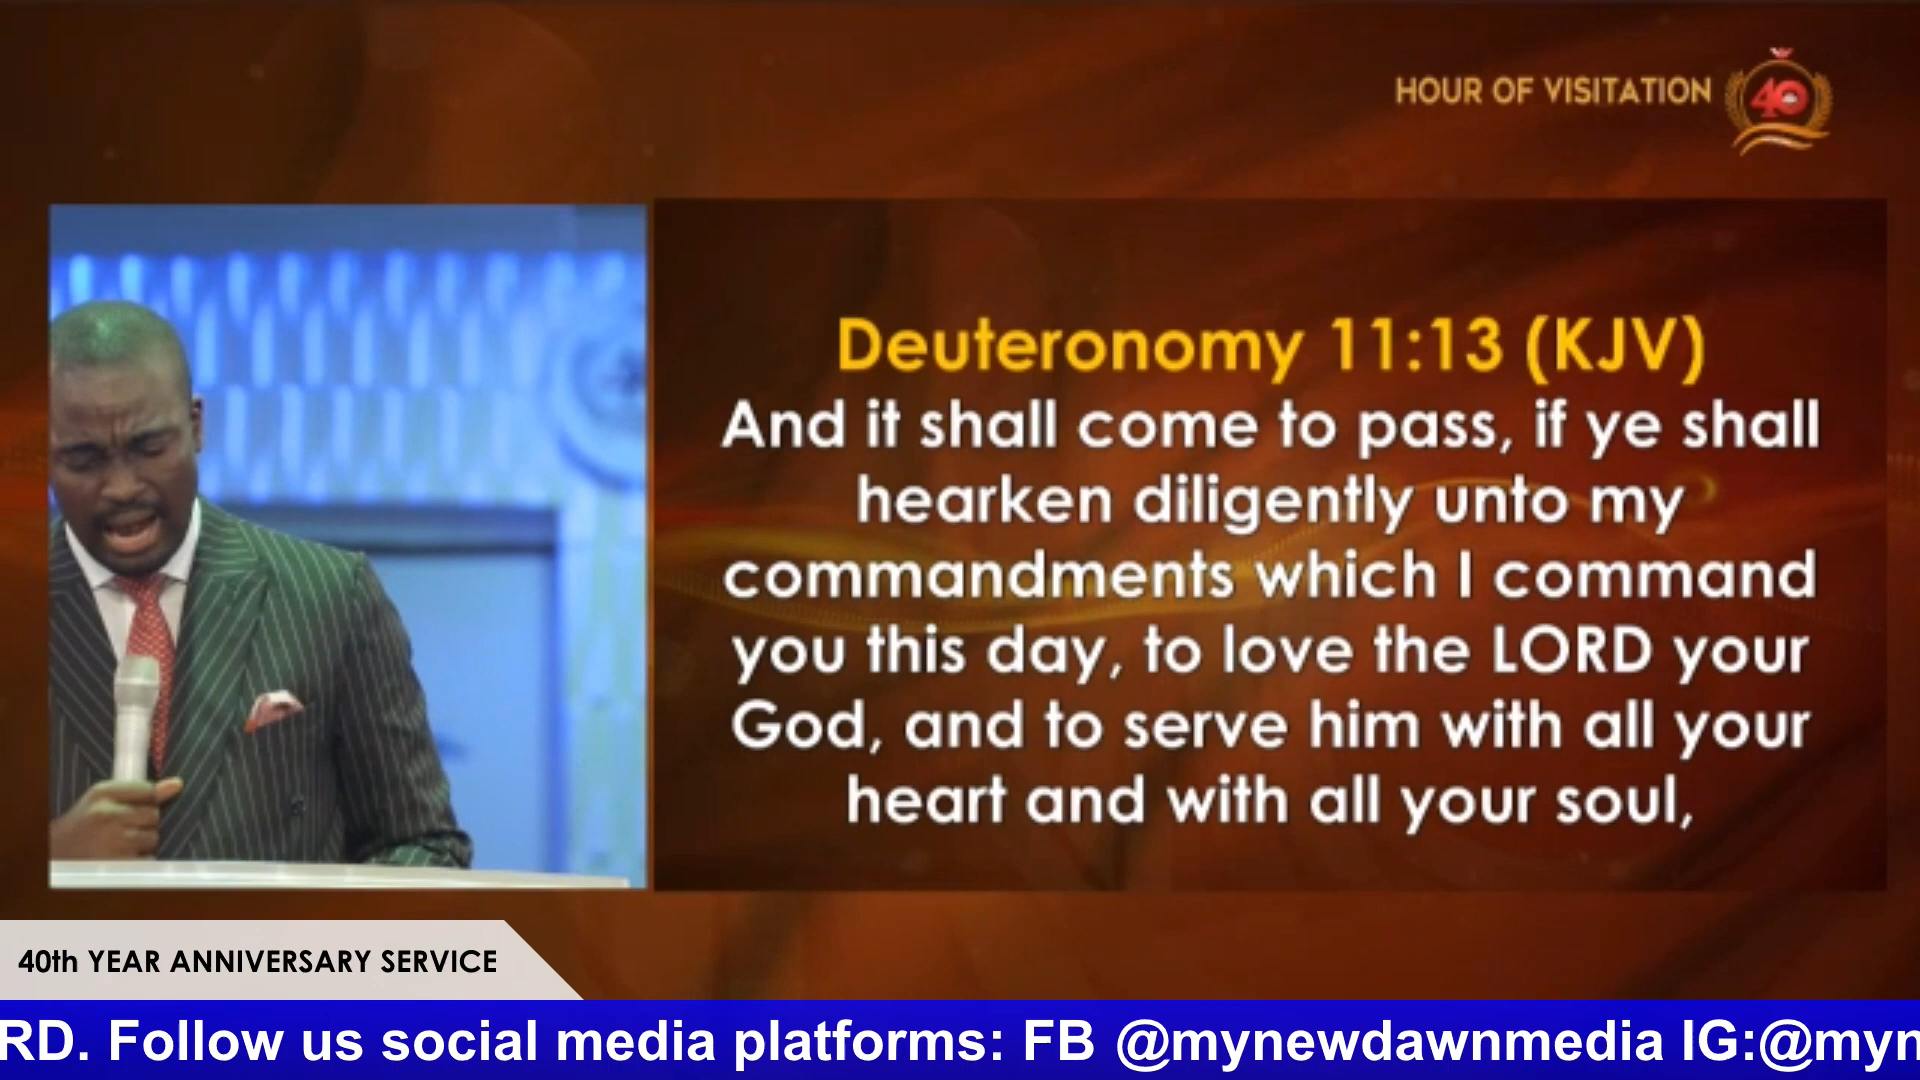 HOUR OF VISITATION
40
Deuteronomy 11:13 (KJV)
And it shall come to pass, if ye shall
hearken diligently unto my
commandments which I command
you this day, to love the LORD your
God, and to serve him with all your
heart and with all your soul,
40th YEAR ANNIVERSARY SERVICE
RD. Follow us social media platforms: FB @mynewdawnmedia IG:@myn